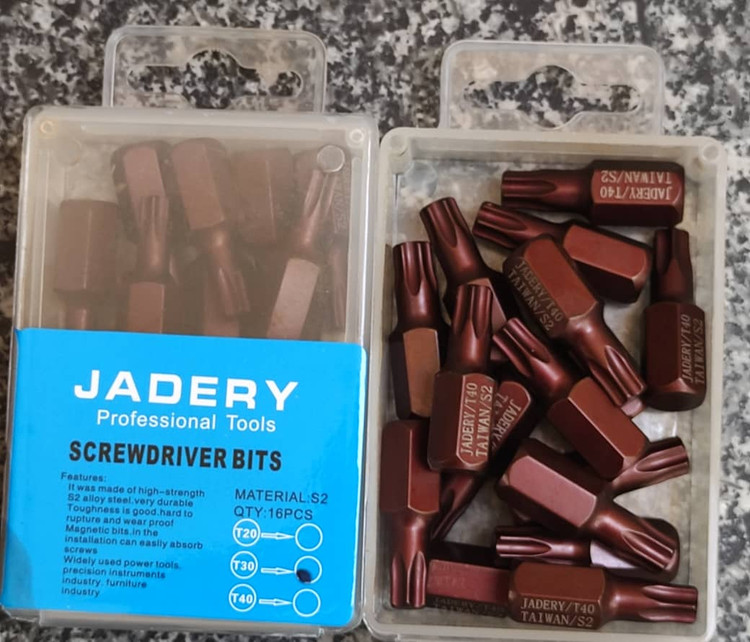 JADERY
Professional Tools
SCREWDRIVER BITS
Features:
It was made of high-strength
S2 alloy steel.very durable
Toughness is good.hard to
rupture and wear proof
Magnetic bits.in the
installation can easily absorb
screws
Widely used power tools,
precision instruments
industry. furniture
industry
MATERIAL:S2
QTY:16PCS
T20
T30
T40
JADERY/T40
TAIWAN/S2
JADERY/T40
TAIWAN/S2
JADERY/T40
TAIWAN/S2
JADERY/T40
TAIWAN/S2
JADERY
TA
JADERY/T40
TAIWAN/S2